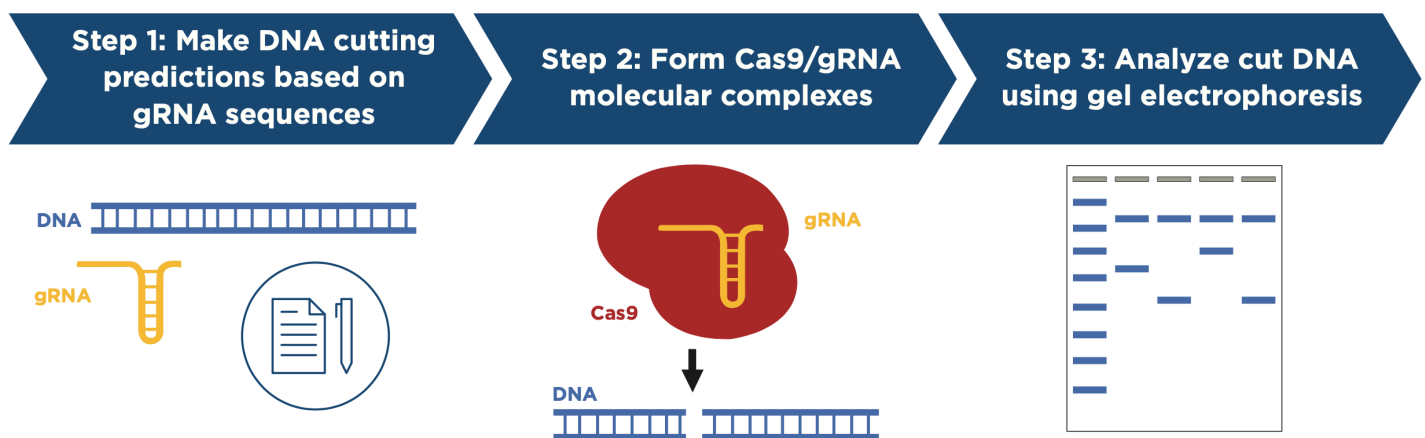 Step 1: Make DNA cutting
predictions based on
gRNA sequences
Step 2: Form Cas9/gRNA
molecular complexes
Step 3: Analyze cut DNA
using gel electrophoresis
DNA
gRNA
gRNA
Cas9
DNA